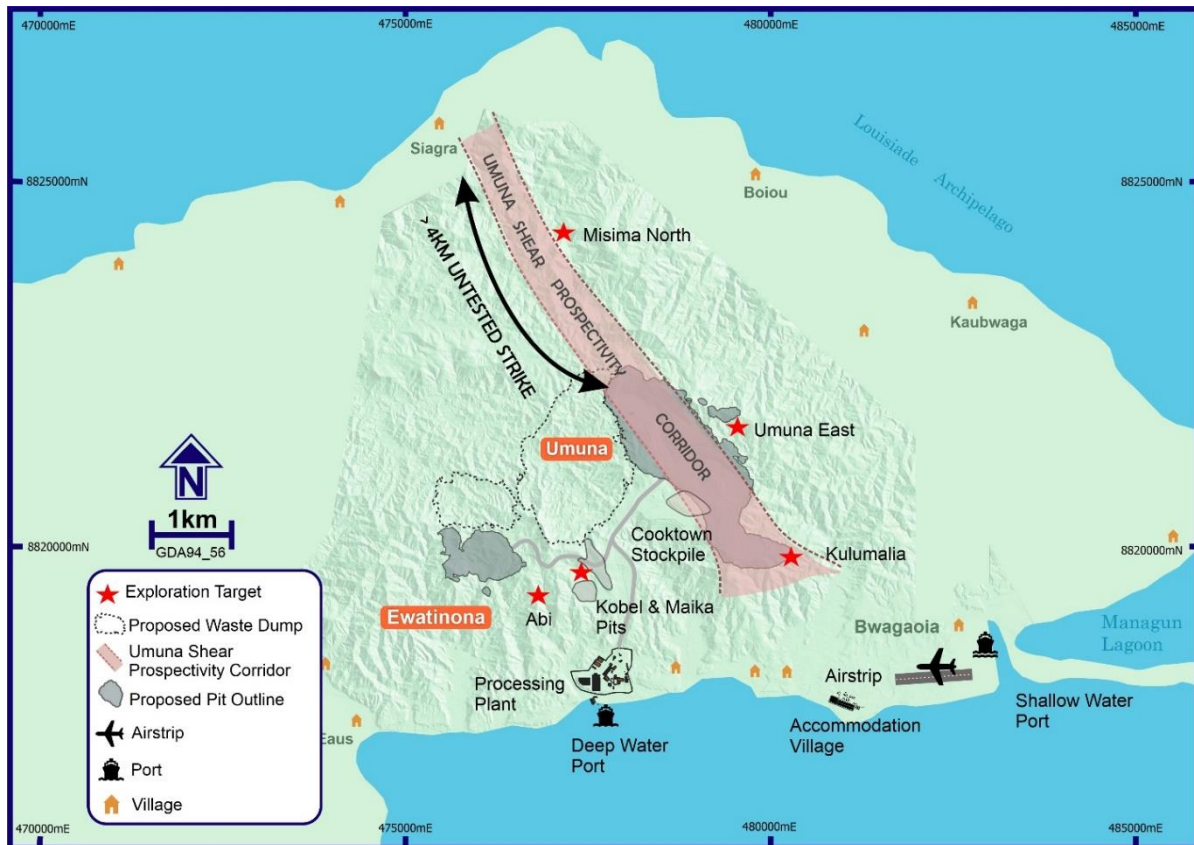 470000mE
475000mE
480000mE
485000mE
Siagra
8825000mN
8825000mN
Louisiade
Archipelago
Boiou
UMUNA SHEAR PROSPECTIVITY CORRIDOR
> 4KM UNTESTED STRIKE
Misima North
Kaubwaga
Umuna East
Umuna
N
1km
GDA94_56
8820000mN
8820000mN
Cooktown
Stockpile
Kulumalia
Ewatinona
Abi
Kobel & Maika
Pits
Bwagaoia
Managun
Lagoon
Processing
Plant
Airstrip
Shallow Water
Port
Accommodation
Village
Deep Water
Port
Eaus
Exploration Target
Proposed Waste Dump
Umuna Shear
Prospectivity Corridor
Proposed Pit Outline
Airstrip
Port
Village
470000mE
475000mE
480000mE
485000mE